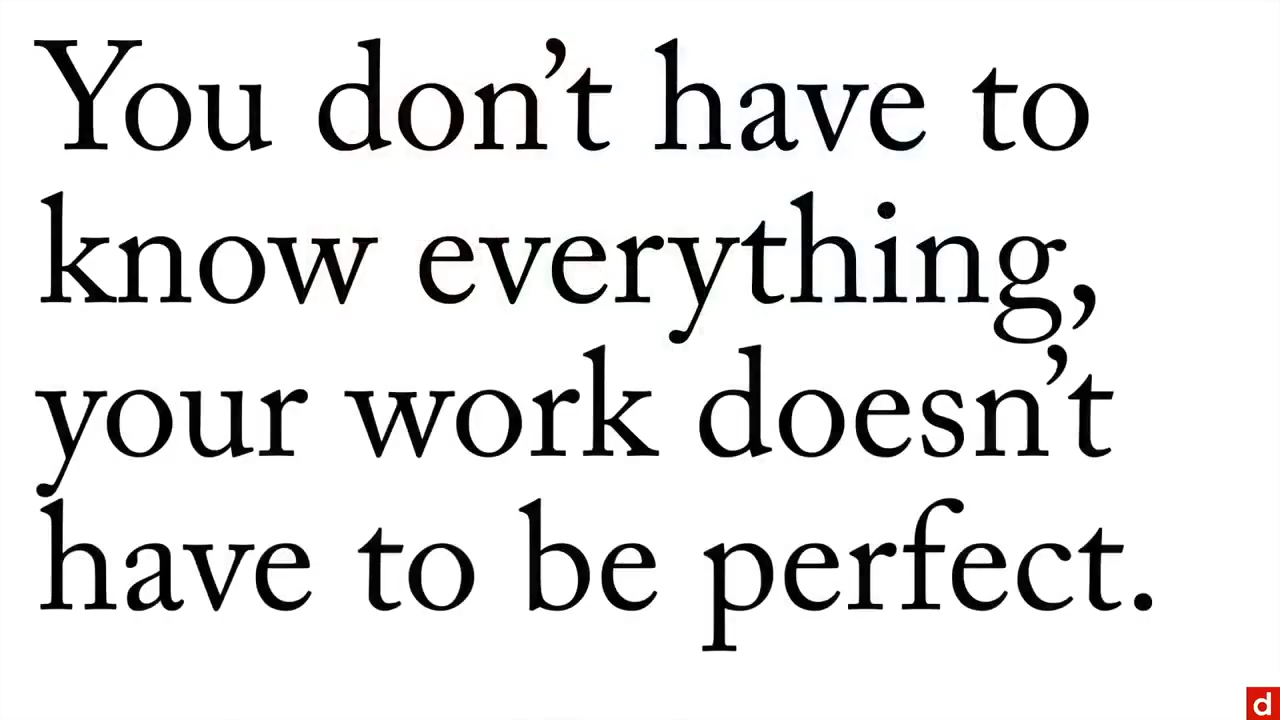 You don’t have to
know everything,
your work doesn’t
have to be perfect.
d